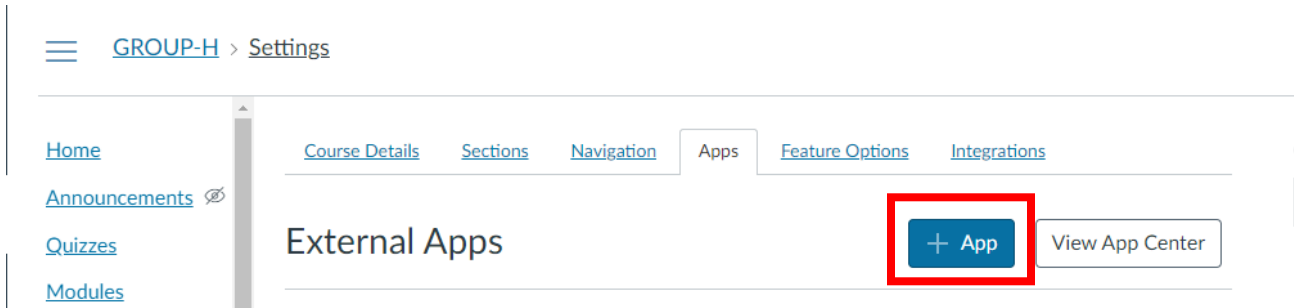 GROUP-H > Settings
Home
Announcements
Quizzes
Modules
Course Details Sections Navigation Apps Feature Options Integrations
External Apps
+ App View App Center